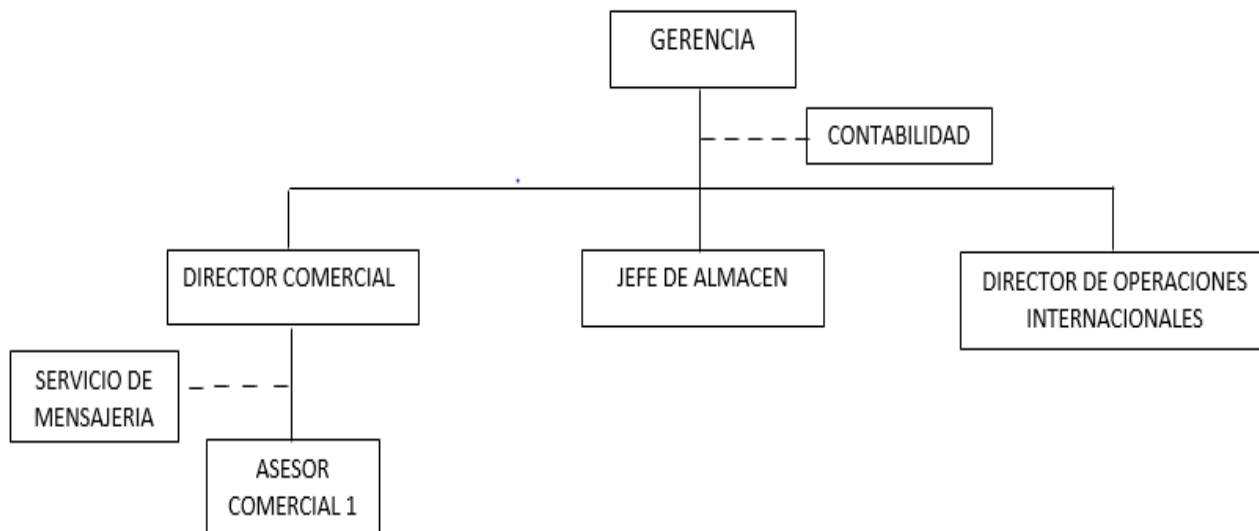 GERENCIA
CONTABILIDAD
DIRECTOR COMERCIAL
JEFE DE ALMACEN
DIRECTOR DE OPERACIONES
INTERNACIONALES
SERVICIO DE
MENSAJERIA
ASESOR
COMERCIAL 1